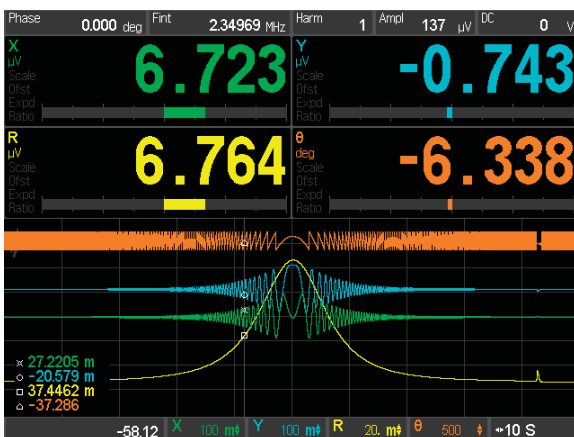 Phase 0.000 deg Fint 2.34969 MHz Harm 1 Ampl 137 µV DC 0 V
X 6.723 Y -0.743
µV µV
Scale Scale
Ofst Ofst
Expd Expd
Ratio Ratio
R 6.764 θ -6.338
µV deg
Scale Scale
Ofst Ofst
Expd Expd
Ratio Ratio
27.2205 m
-20.579 m
37.4462 m
-37.286
-58.12 X 100 m Y 100 m R 20. m θ 500 10 S